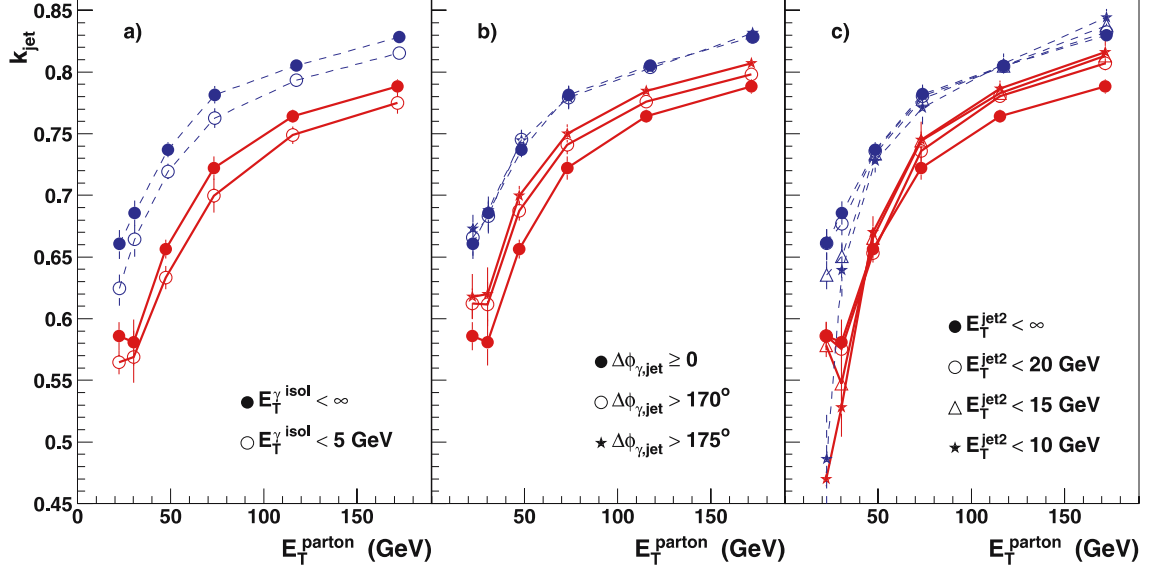 k_jet
0.85
0.8
0.75
0.7
0.65
0.6
0.55
0.5
0.45
a)
E_T^γ isol < ∞
E_T^γ isol < 5 GeV
0 50 100 150
E_T^parton (GeV)
b)
Δϕ_γ,jet ≥ 0
Δϕ_γ,jet > 170°
Δϕ_γ,jet > 175°
50 100 150
E_T^parton (GeV)
c)
E_T^jet2 < ∞
E_T^jet2 < 20 GeV
E_T^jet2 < 15 GeV
E_T^jet2 < 10 GeV
50 100 150
E_T^parton (GeV)